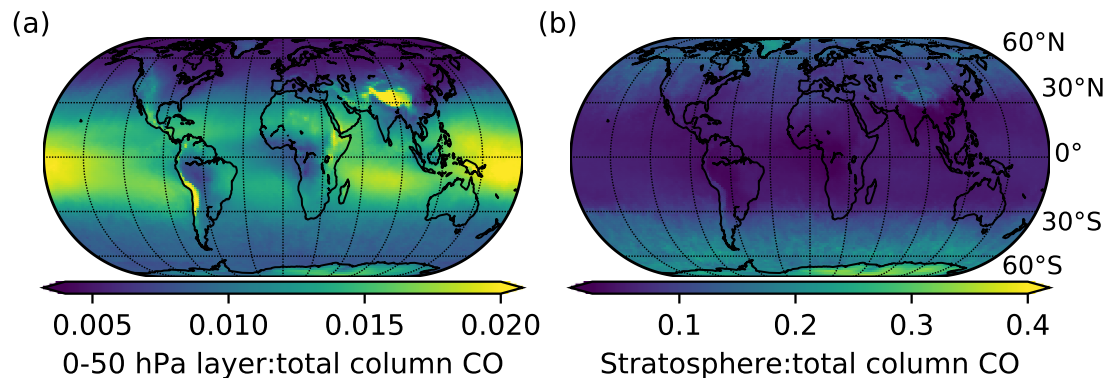 (a)
(b)
60°N
30°N
0°
30°S
60°S
0.005 0.010 0.015 0.020
0-50 hPa layer:total column CO
0.1 0.2 0.3 0.4
Stratosphere:total column CO